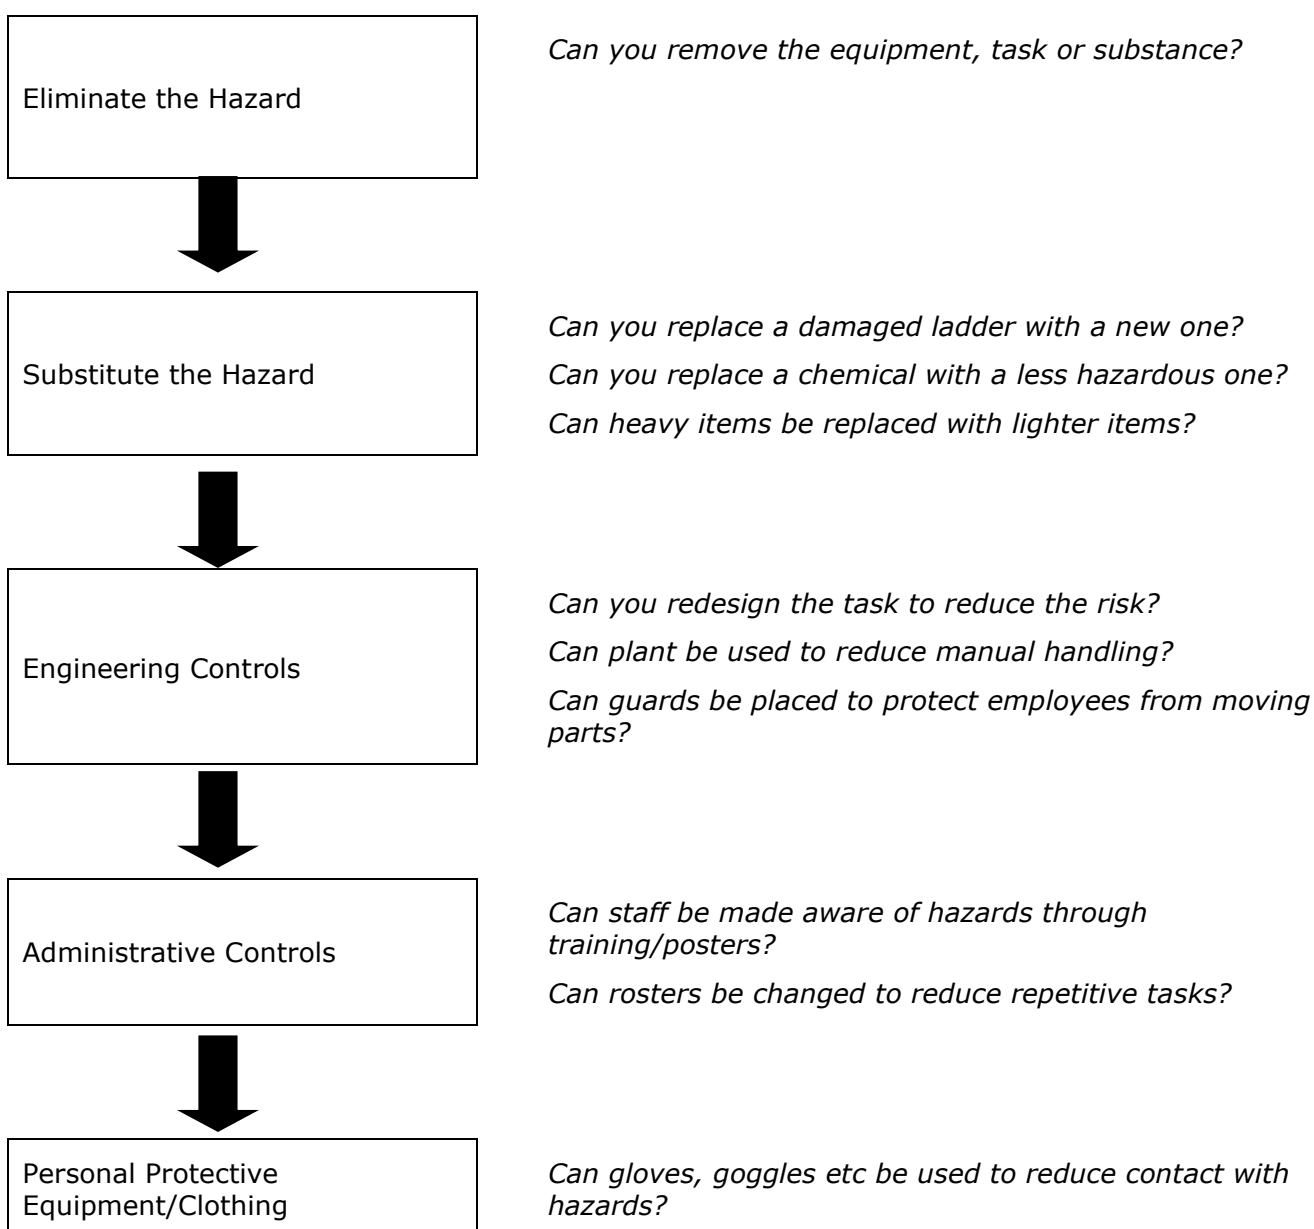 Eliminate the Hazard
Can you remove the equipment, task or substance?
Substitute the Hazard
Can you replace a damaged ladder with a new one?
Can you replace a chemical with a less hazardous one?
Can heavy items be replaced with lighter items?
Engineering Controls
Can you redesign the task to reduce the risk?
Can plant be used to reduce manual handling?
Can guards be placed to protect employees from moving
parts?
Administrative Controls
Can staff be made aware of hazards through
training/posters?
Can rosters be changed to reduce repetitive tasks?
Personal Protective
Equipment/Clothing
Can gloves, goggles etc be used to reduce contact with
hazards?